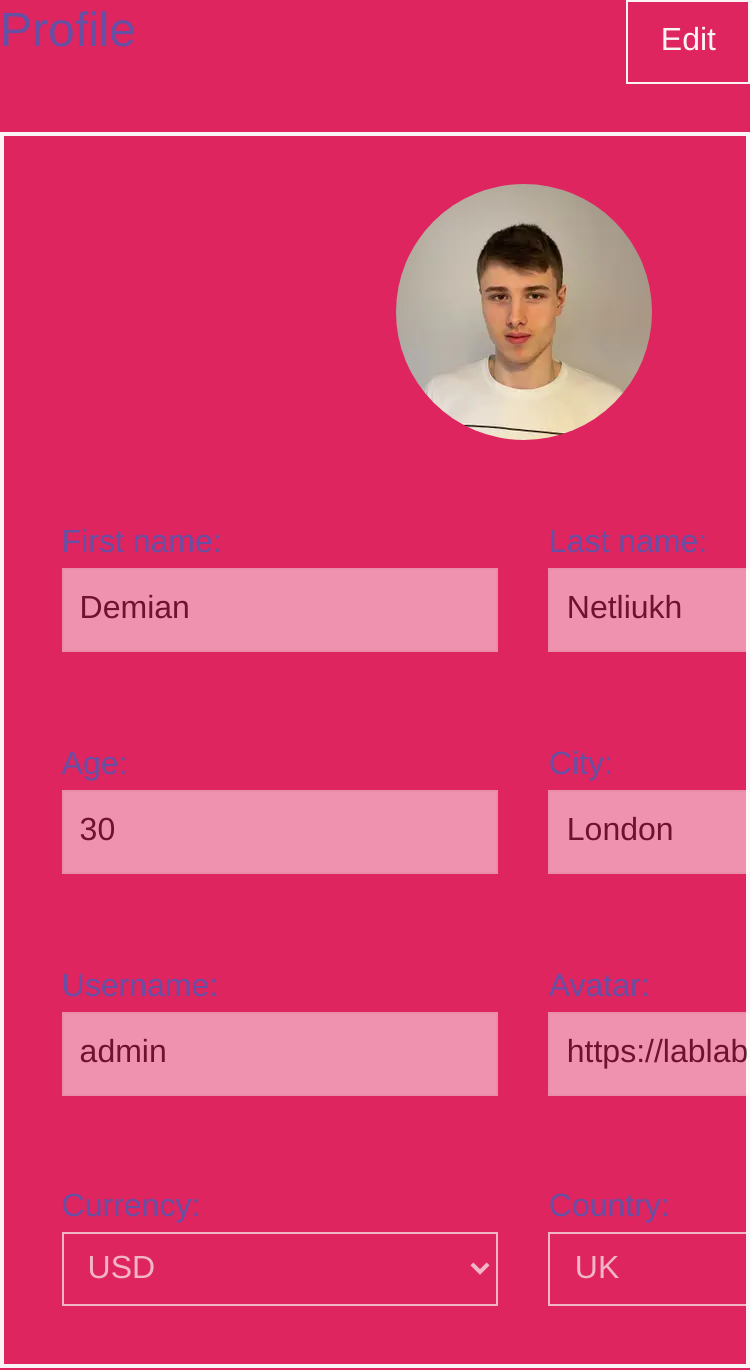 Profile
Edit
First name:
Last name:
Demian
Netliukh
Age:
City:
30
London
Username:
Avatar:
admin
https://lablab
Currency:
Country:
USD
UK